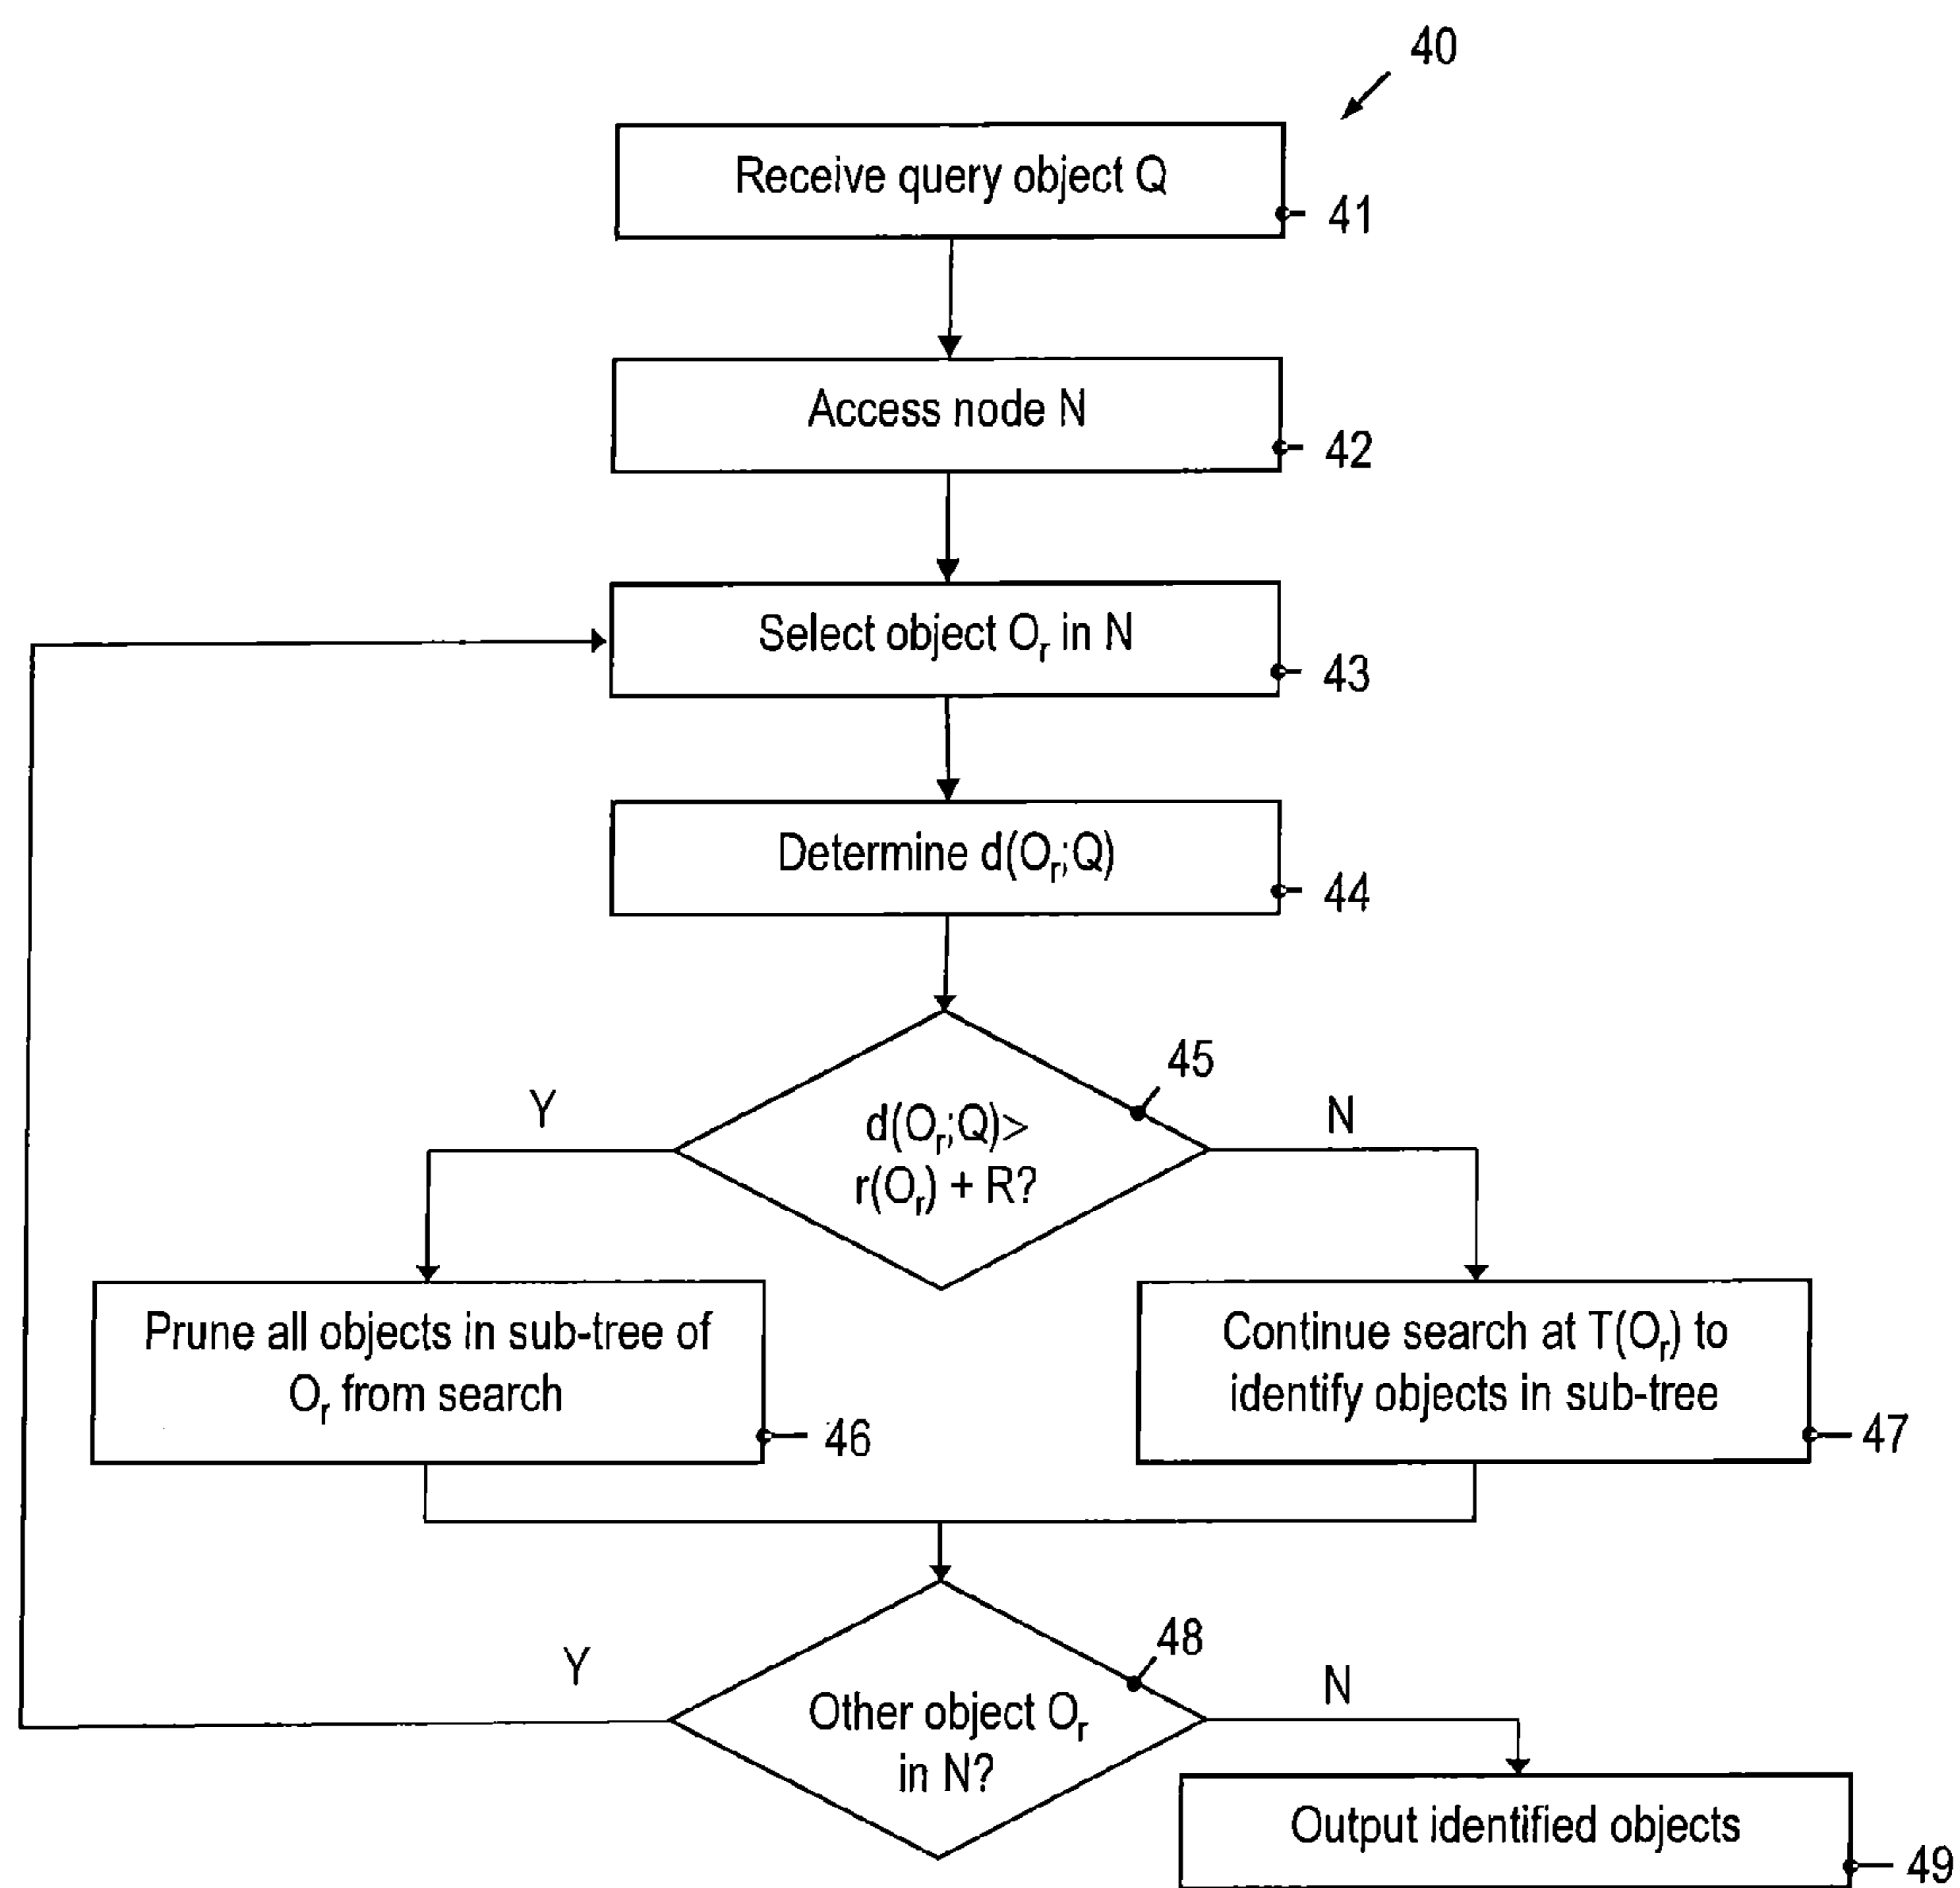 40
Receive query object Q
41
Access node N
42
Select object Oᵣ in N
43
Determine d(Oᵣ;Q)
44
45
Y
N
d(Oᵣ;Q)>
r(Oᵣ) + R?
Prune all objects in sub-tree of
Oᵣ from search
46
Continue search at T(Oᵣ) to
identify objects in sub-tree
47
48
Y
N
Other object Oᵣ
in N?
Output identified objects
49